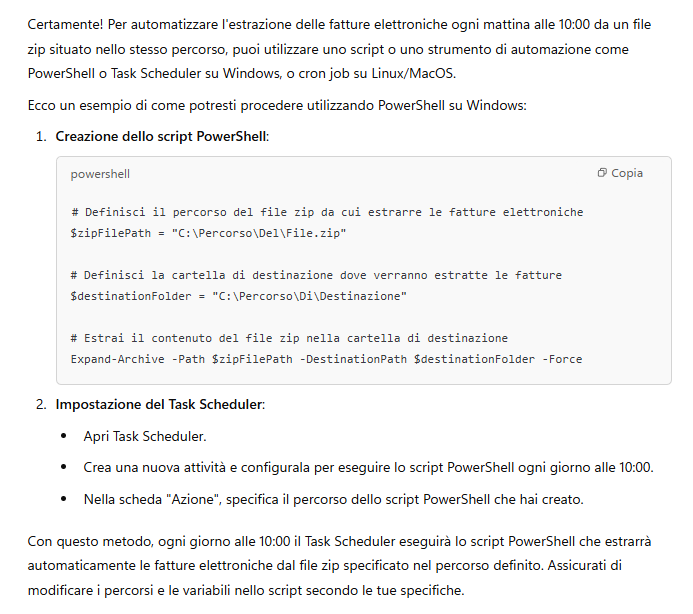 Certamente! Per automatizzare l'estrazione delle fatture elettroniche ogni mattina alle 10:00 da un file
zip situato nello stesso percorso, puoi utilizzare uno script o uno strumento di automazione come
PowerShell o Task Scheduler su Windows, o cron job su Linux/MacOS.
Ecco un esempio di come potresti procedere utilizzando PowerShell su Windows:
1. Creazione dello script PowerShell:
powershell
Copia
# Definisci il percorso del file zip da cui estrarre le fatture elettroniche
$zipFilePath = "C:\Percorso\Del\File.zip"
# Definisci la cartella di destinazione dove verranno estratte le fatture
$destinationFolder = "C:\Percorso\Di\Destinazione"
# Estrai il contenuto del file zip nella cartella di destinazione
Expand-Archive -Path $zipFilePath -DestinationPath $destinationFolder -Force
2. Impostazione del Task Scheduler:
• Apri Task Scheduler.
• Crea una nuova attività e configurala per eseguire lo script PowerShell ogni giorno alle 10:00.
• Nella scheda "Azione", specifica il percorso dello script PowerShell che hai creato.
Con questo metodo, ogni giorno alle 10:00 il Task Scheduler eseguirà lo script PowerShell che estrarrà
automaticamente le fatture elettroniche dal file zip specificato nel percorso definito. Assicurati di
modificare i percorsi e le variabili nello script secondo le tue specifiche.